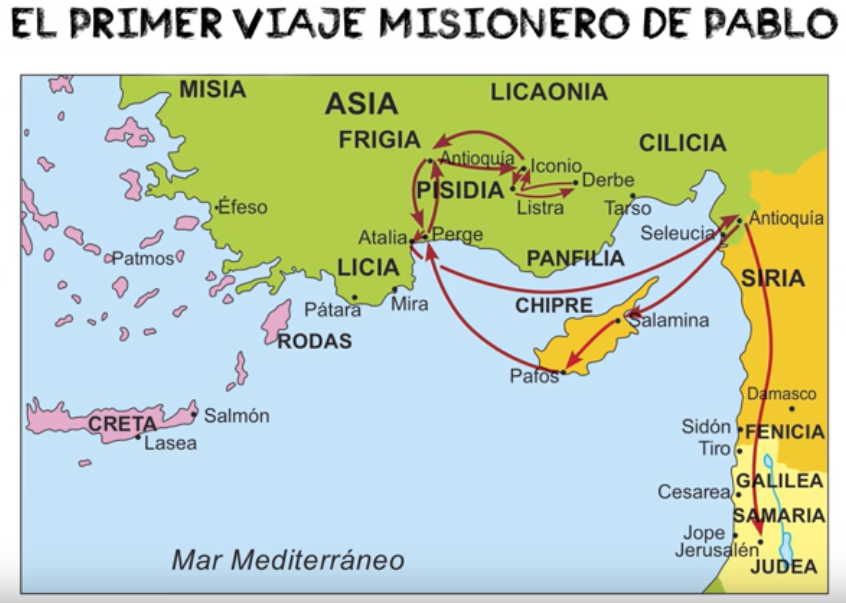 EL PRIMER VIAJE MISIONERO DE PABLO
MISIA
ASIA
LICAONIA
FRIGIA
CILICIA
Antioquía
Iconio
PISIDIA
Derbe
Listra
Tarso
Éfeso
Antioquía
Atalia
Perge
Seleucia
Patmos
LICIA
PANFILIA
SIRIA
Pátara
Mira
CHIPRE
Salamina
RODAS
Pafos
Damasco
CRETA
Salmón
Lasea
Sidón
FENICIA
Tiro
GALILEA
Cesarea
SAMARIA
Jope
Jerusalén
JUDEA
Mar Mediterráneo